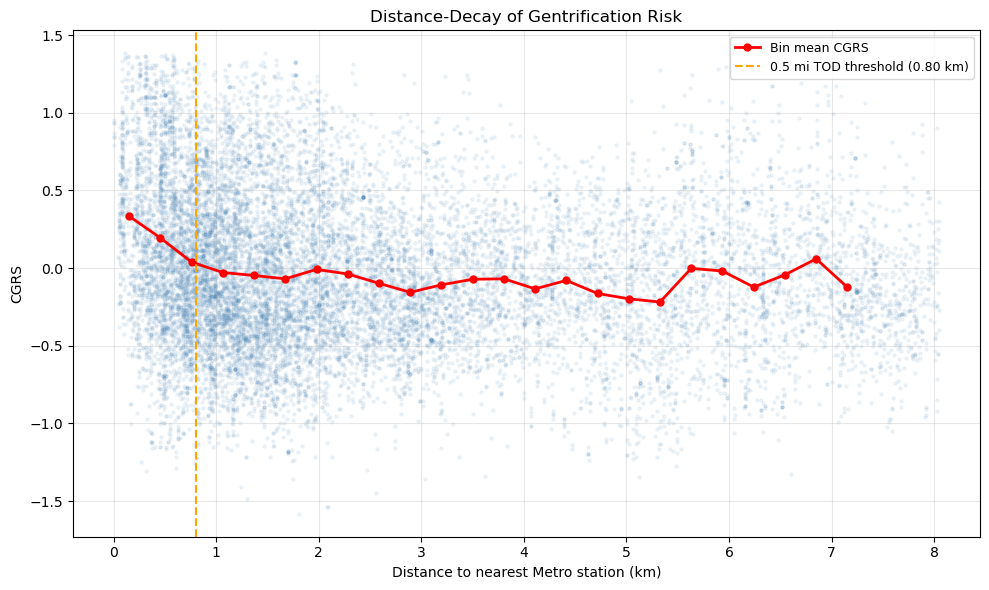 Distance-Decay of Gentrification Risk
Bin mean CGRS
0.5 mi TOD threshold (0.80 km)
CGRS
1.5
1.0
0.5
0.0
−0.5
−1.0
−1.5
0 1 2 3 4 5 6 7 8
Distance to nearest Metro station (km)